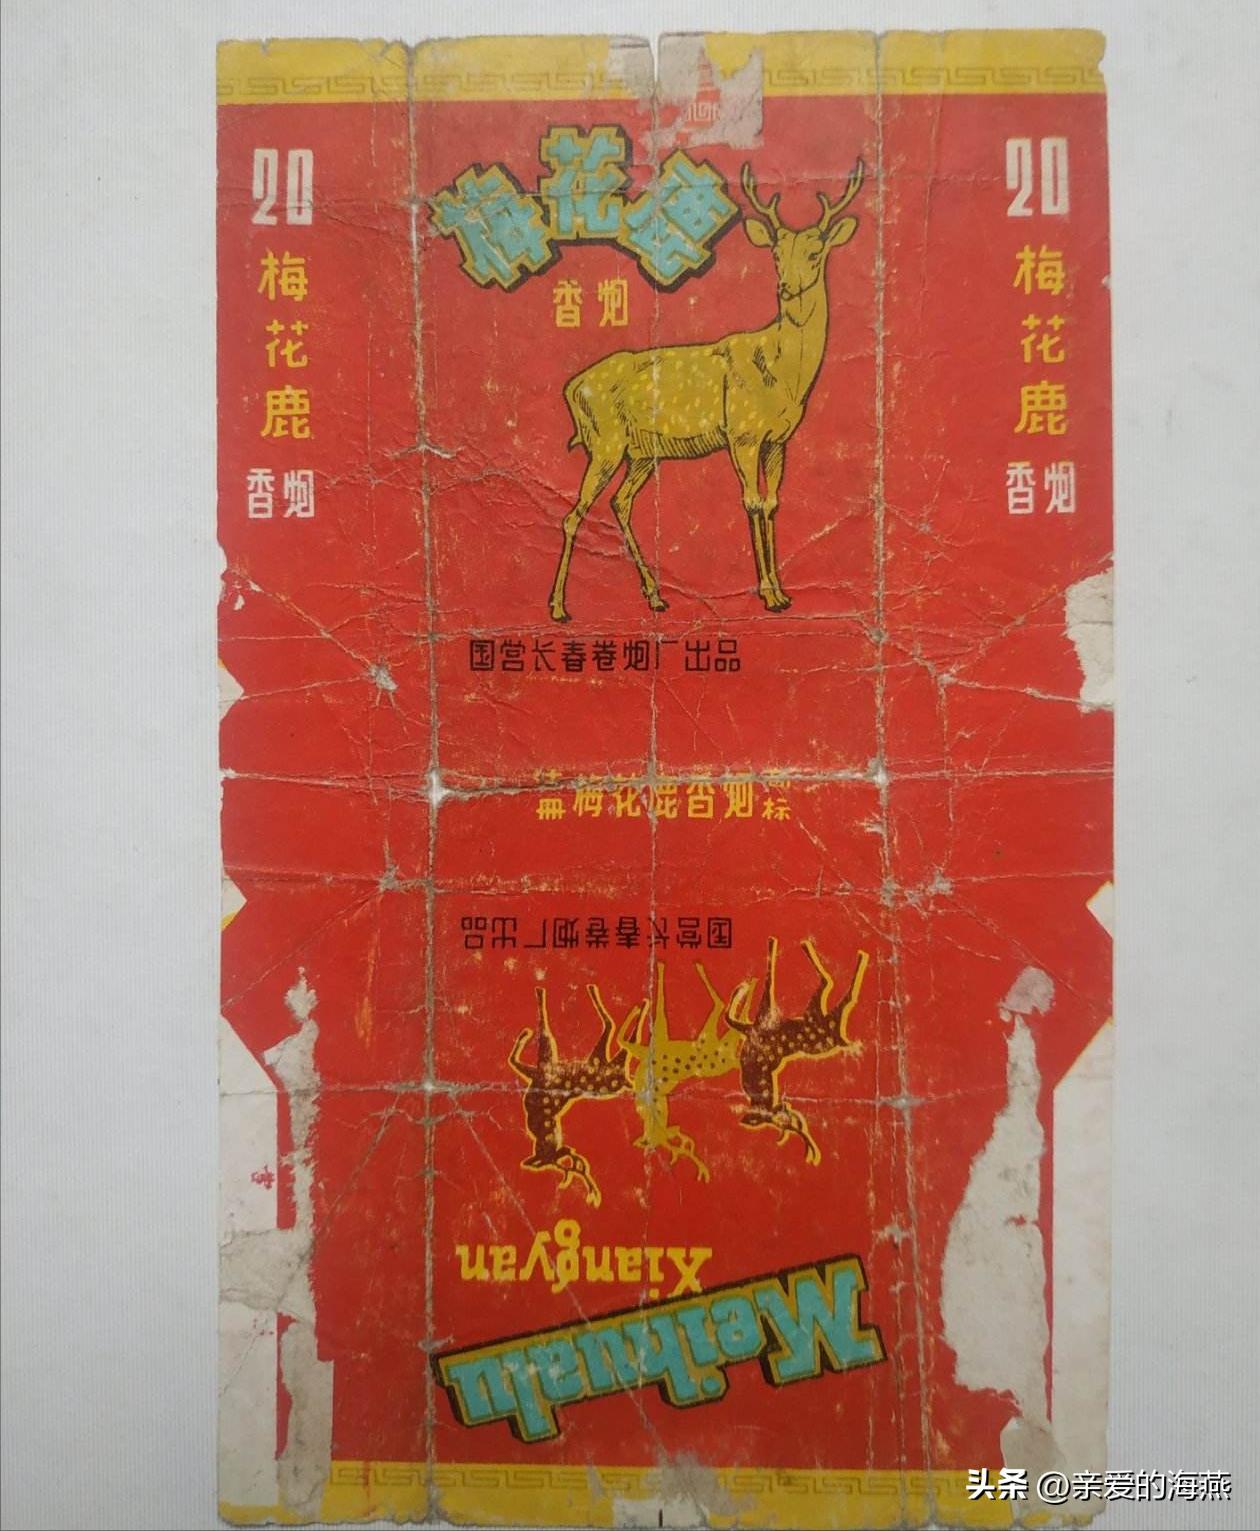 梅花鹿
香烟
20
梅
花
鹿
香烟
20
梅
花
鹿
香烟
国营长春卷烟厂出品
注册 梅花鹿香烟 商标
国营长春卷烟厂出品
Xiangyan
Meihualu
头条 @亲爱的海燕